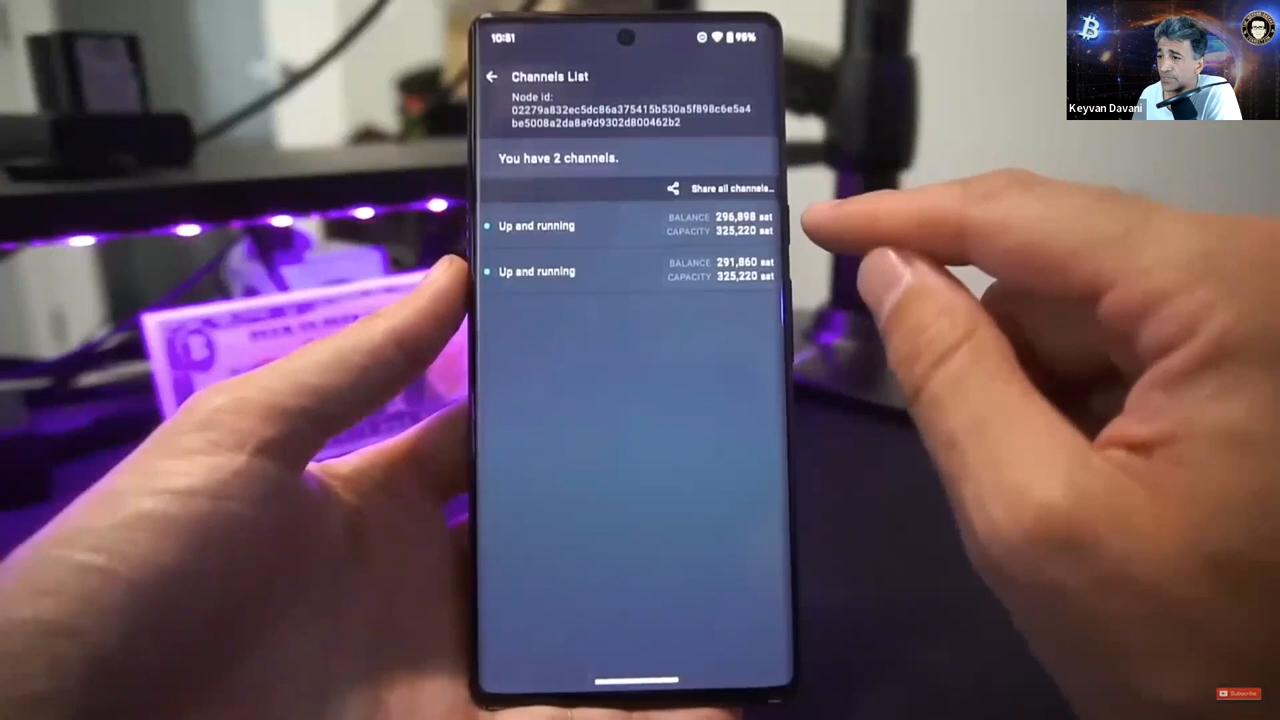 10:51
95%
Channels List
Node id:
02279a832ec5dc86a375415b530a5f898c6e5a4
be5008a2da8a9d9302d800462b2
You have 2 channels.
Share all channels...
Up and running
BALANCE 296,898 sat
CAPACITY 325,220 sat
Up and running
BALANCE 291,860 sat
CAPACITY 325,220 sat
Keyvan Davani
Subscribe